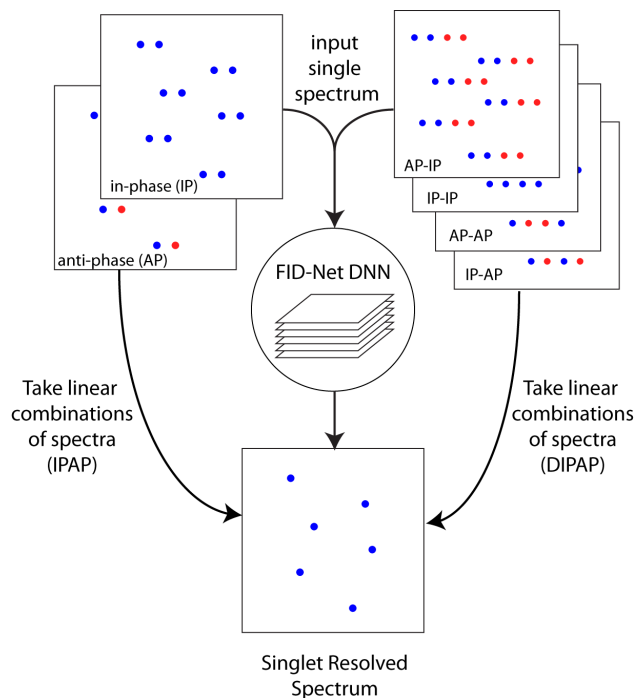 input
single
spectrum
in-phase (IP)
anti-phase (AP)
AP-IP
IP-IP
AP-AP
IP-AP
FID-Net DNN
Take linear
combinations
of spectra
(IPAP)
Take linear
combinations
of spectra
(DIPAP)
Singlet Resolved
Spectrum